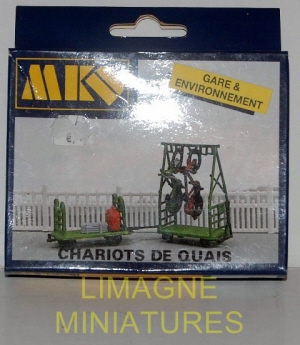 MKD
GARE &
ENVIRONNEMENT
€
CHARIOTS DE QUAIS
LIMAGNE
MINIATURES